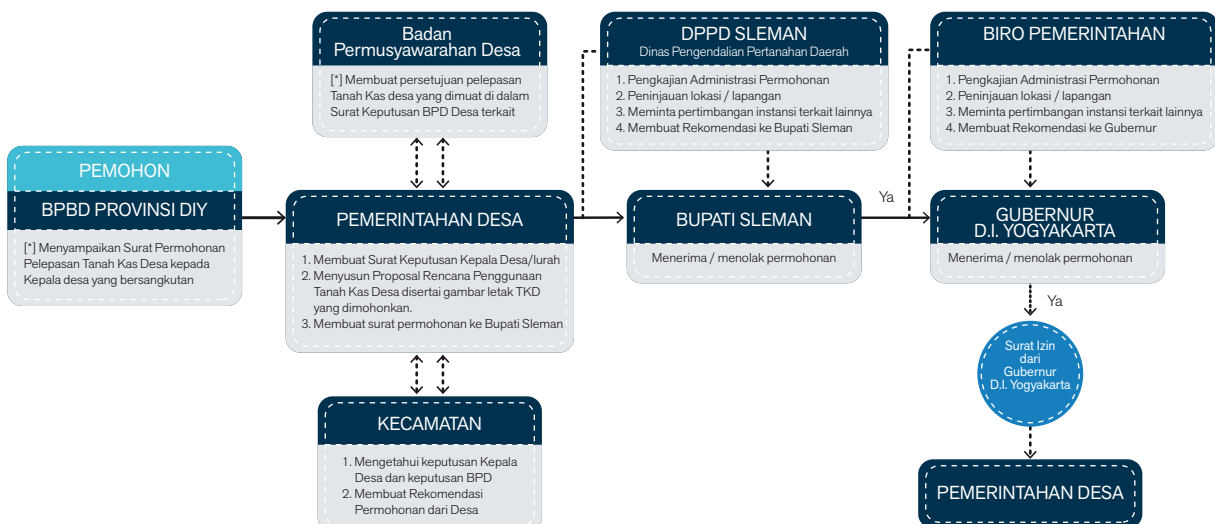 PEMOHON
BPBD PROVINSI DIY
[*] Menyampaikan Surat Permohonan
Pelepasan Tanah Kas Desa kepada
Kepala desa yang bersangkutan
Badan
Permusyawarahan Desa
[*] Membuat persetujuan pelepasan
Tanah Kas desa yang dimuat di dalam
Surat Keputusan BPD Desa terkait
PEMERINTAHAN DESA
1. Membuat Surat Keputusan Kepala Desa/lurah
2. Menyusun Proposal Rencana Penggunaan
Tanah Kas Desa disertai gambar letak TKD
yang dimohonkan.
3. Membuat surat permohonan ke Bupati Sleman
KECAMATAN
1. Mengetahui keputusan Kepala
Desa dan keputusan BPD
2. Membuat Rekomendasi
Permohonan dari Desa
DPPD SLEMAN
Dinas Pengendalian Pertanahan Daerah
1. Pengkajian Administrasi Permohonan
2. Peninjauan lokasi / lapangan
3. Meminta pertimbangan instansi terkait lainnya
4. Membuat Rekomendasi ke Bupati Sleman
BUPATI SLEMAN
Menerima / menolak permohonan
Ya
BIRO PEMERINTAHAN
1. Pengkajian Administrasi Permohonan
2. Peninjauan lokasi / lapangan
3. Meminta pertimbangan instansi terkait lainnya
4. Membuat Rekomendasi ke Gubernur
GUBERNUR
D.I. YOGYAKARTA
Menerima / menolak permohonan
Ya
Surat Izin
dari
Gubernur
D.I. Yogyakarta
PEMERINTAHAN DESA